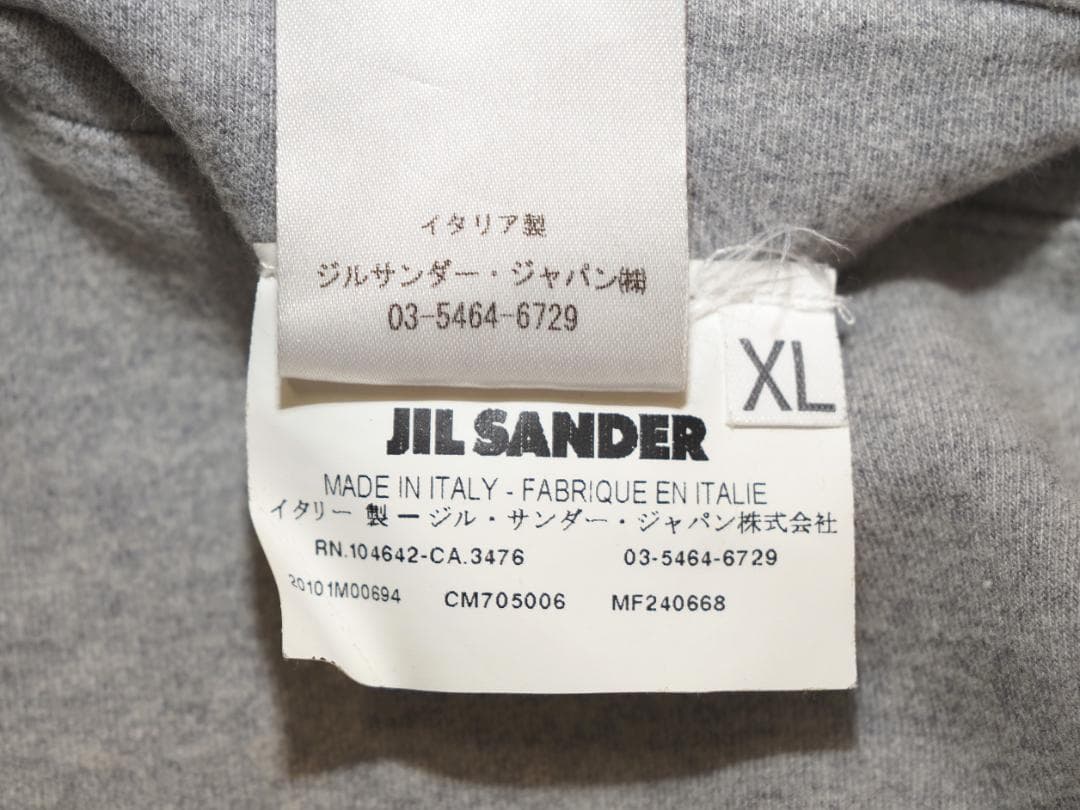 イタリア製
ジルサンダー・ジャパン㈱
03-5464-6729
XL
JIL SANDER
MADE IN ITALY - FABRIQUE EN ITALIE
イタリー 製 ー ジル・サンダー・ジャパン株式会社
RN.104642-CA.3476 03-5464-6729
20101M00694 CM705006 MF240668